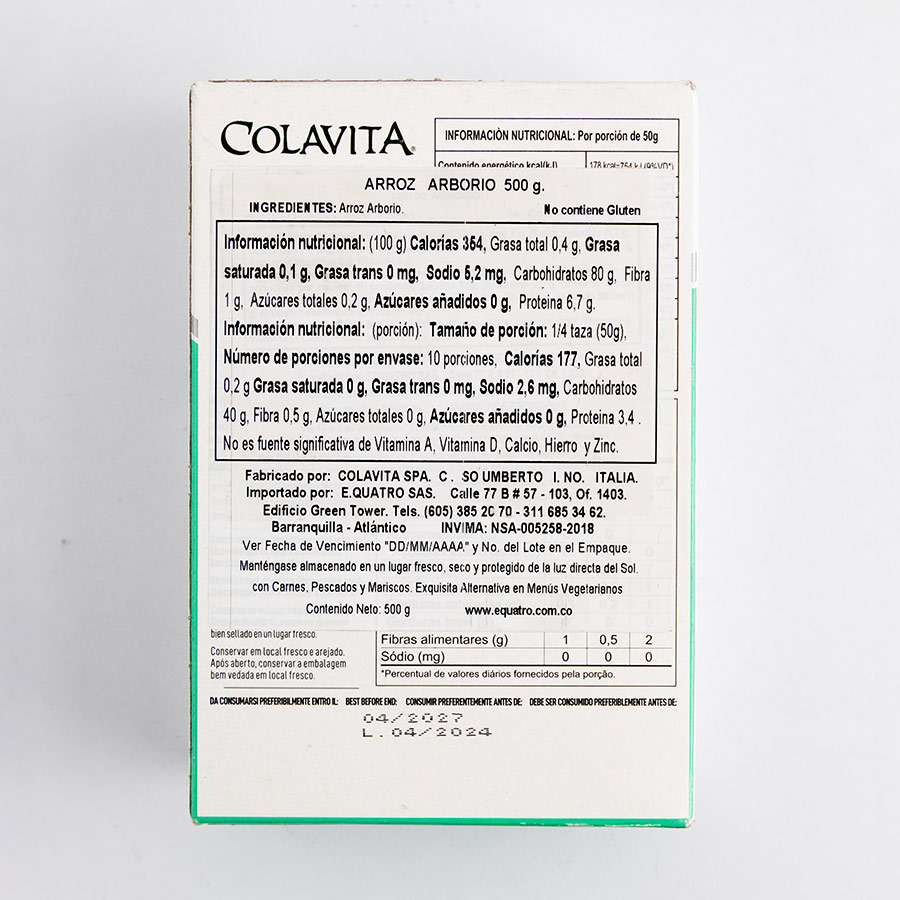 COLAVITA®
INFORMACIÒN NUTRICIONAL: Por porción de 50g
Contenido energético kcal(kJ)
ARROZ ARBORIO 500 g.
INGREDIENTES: Arroz Arborio. No contiene Gluten
Información nutricional: (100 g) Calorías 354, Grasa total 0,4 g, Grasa
saturada 0,1 g, Grasa trans 0 mg, Sodio 5,2 mg, Carbohidratos 80 g, Fibra
1 g, Azúcares totales 0,2 g, Azúcares añadidos 0 g, Proteina 6,7 g.
Información nutricional: (porción): Tamaño de porción: 1/4 taza (50g),
Número de porciones por envase: 10 porciones, Calorías 177, Grasa total
0,2 g Grasa saturada 0 g, Grasa trans 0 mg, Sodio 2,6 mg, Carbohidratos
40 g, Fibra 0,5 g, Azúcares totales 0 g, Azúcares añadidos 0 g, Proteina 3,4 .
No es fuente significativa de Vitamina A, Vitamina D, Calcio, Hierro y Zinc.
Fabricado por: COLAVITA SPA. C . SO UMBERTO I. NO. ITALIA.
Importado por: E.QUATRO SAS. Calle 77 B # 57 - 103, Of. 1403.
Edificio Green Tower. Tels. (605) 385 20 70 - 311 685 34 62.
Barranquilla - Atlántico INVIMA: NSA-005258-2018
Ver Fecha de Vencimiento "DD/MM/AAAA" y No. del Lote en el Empaque.
Manténgase almacenado en un lugar fresco, seco y protegido de la luz directa del Sol.
con Carnes, Pescados y Mariscos. Exquisita Alternativa en Menús Vegetarianos
Contenido Neto: 500 g www.equatro.com.co
bien sellado en un lugar fresco.
Conservar em local fresco e arejado.
Após aberto, conservar a embalagem
bem vedada em local fresco.
Fibras alimentares (g) 1 0,5 2
Sódio (mg) 0 0 0
*Percentual de valores diários fornecidos pela porção.
DA CONSUMARSI PREFERIBILMENTE ENTRO IL: BEST BEFORE END: CONSUMIR PREFERENTEMENTE ANTES DE: DEBE SER CONSUMIDO PREFERIBLEMENTE ANTES DE:
04/2027
L.04/2024